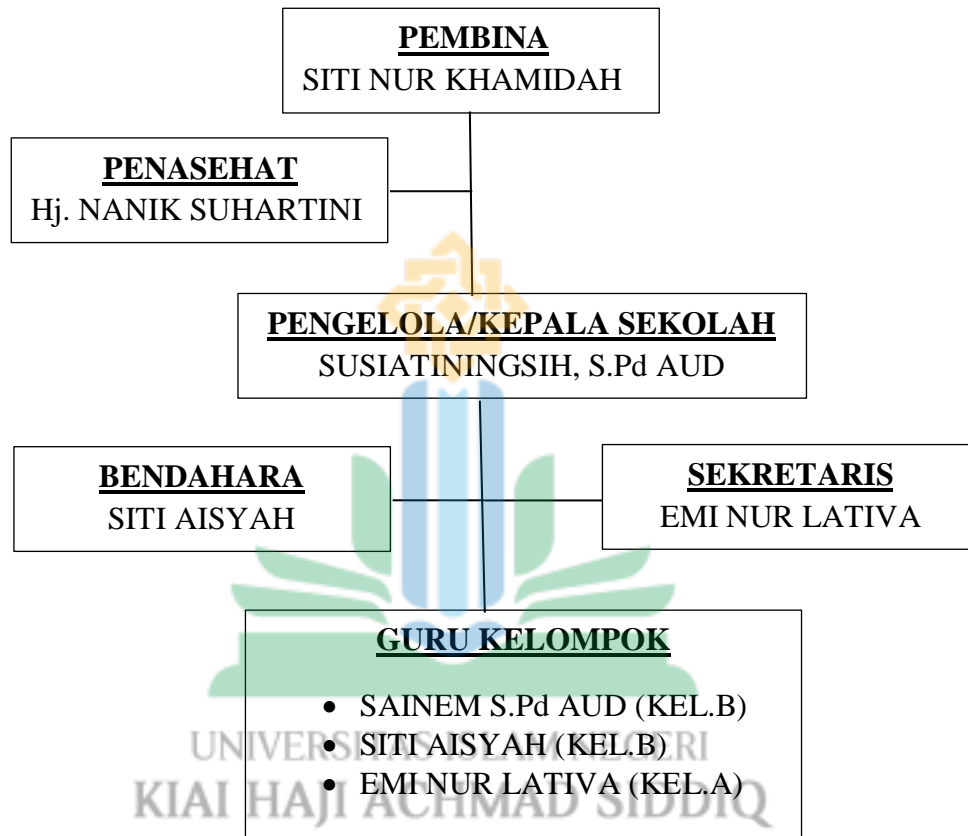 PEMBINA
SITI NUR KHAMIDAH
PENASEHAT
Hj. NANIK SUHARTINI
PENGELOLA/KEPALA SEKOLAH
SUSIATININGSIH, S.Pd AUD
BENDAHARA
SITI AISYAH
SEKRETARIS
EMI NUR LATIVA
GURU KELOMPOK
• SAINEM S.Pd AUD (KEL.B)
• SITI AISYAH (KEL.B)
• EMI NUR LATIVA (KEL.A)
UNIVERSITAS ISLAM NEGERI
KIAI HAJI ACHMAD SIDDIQ